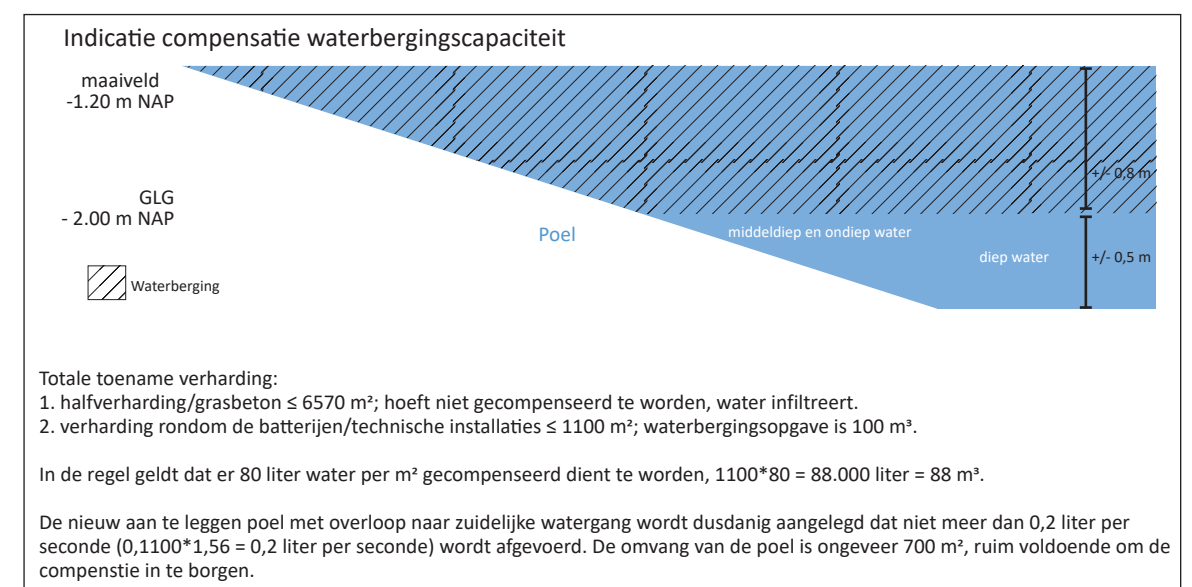 Indicatie compensatie waterbergingscapaciteit
maaiveld
-1.20 m NAP
+/- 0,8 m
GLG
- 2.00 m NAP
Poel
middeldiep en ondiep water
diep water
+/- 0,5 m
Waterberging
Totale toename verharding:
1. halfverharding/grasbeton ≤ 6570 m²; hoeft niet gecompenseerd te worden, water infiltreert.
2. verharding rondom de batterijen/technische installaties ≤ 1100 m²; waterbergingsopgave is 100 m³.
In de regel geldt dat er 80 liter water per m² gecompenseerd dient te worden, 1100*80 = 88.000 liter = 88 m³.
De nieuw aan te leggen poel met overloop naar zuidelijke watergang wordt dusdanig aangelegd dat niet meer dan 0,2 liter per
seconde (0,1100*1,56 = 0,2 liter per seconde) wordt afgevoerd. De omvang van de poel is ongeveer 700 m², ruim voldoende om de
compenstie in te borgen.